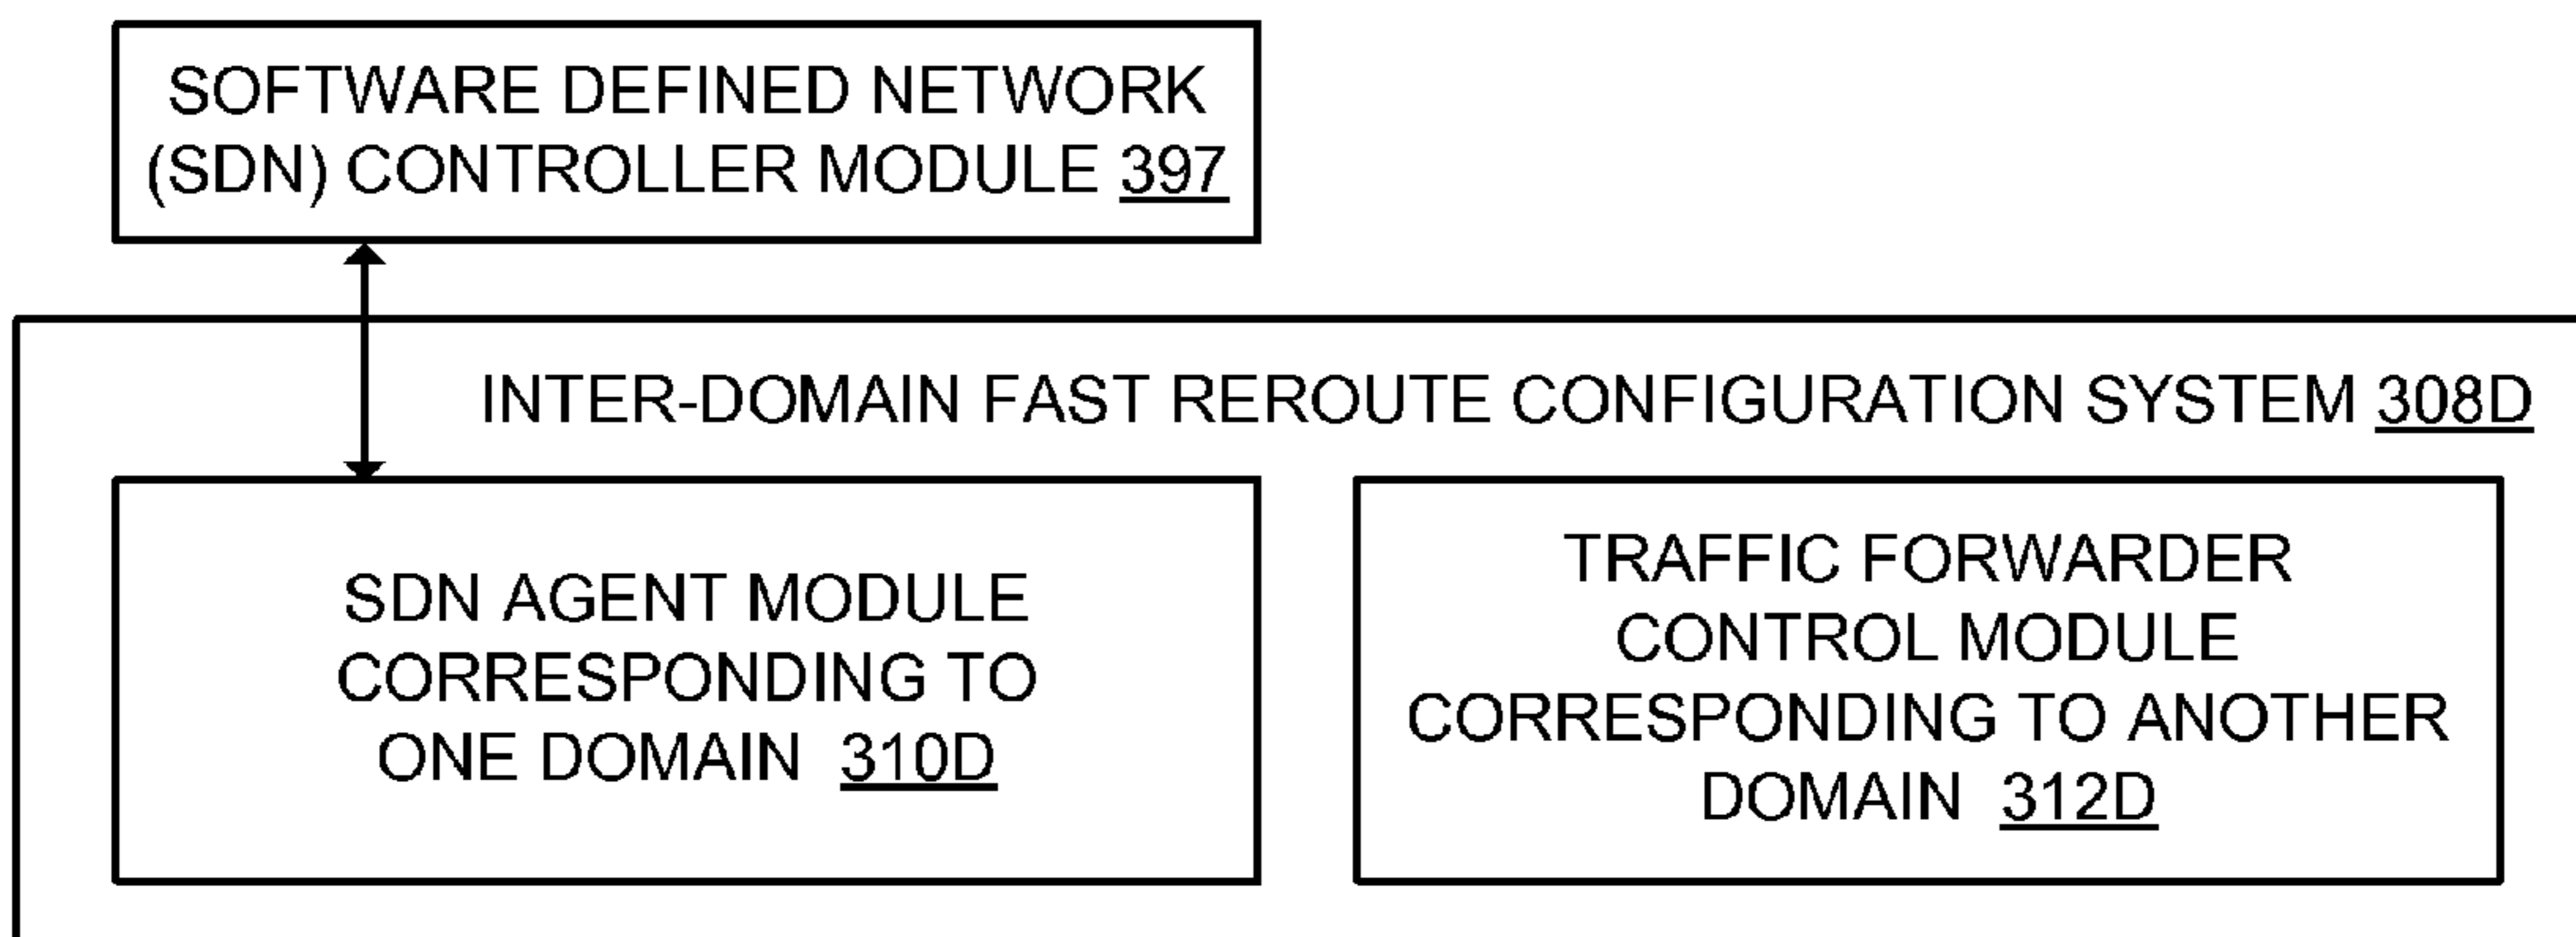 SOFTWARE DEFINED NETWORK
(SDN) CONTROLLER MODULE 397
INTER-DOMAIN FAST REROUTE CONFIGURATION SYSTEM 308D
SDN AGENT MODULE
CORRESPONDING TO
ONE DOMAIN 310D
TRAFFIC FORWARDER
CONTROL MODULE
CORRESPONDING TO ANOTHER
DOMAIN 312D